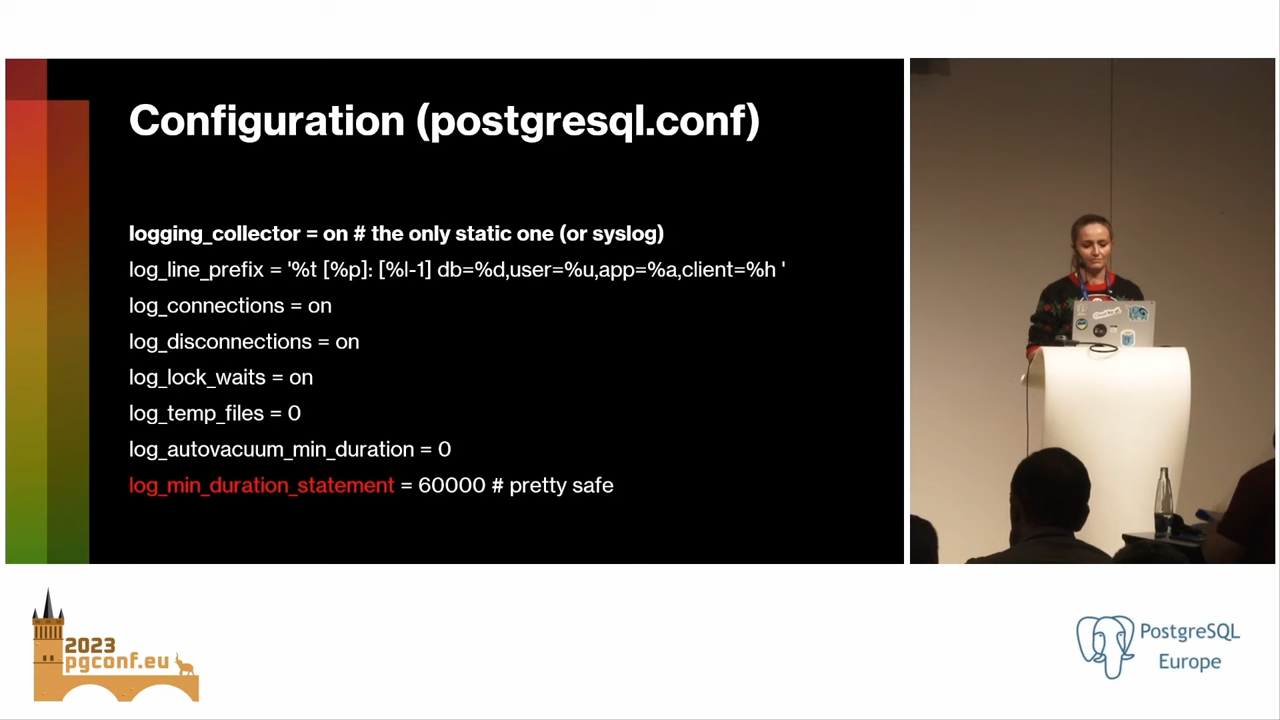 Configuration (postgresql.conf)
logging_collector = on # the only static one (or syslog)
log_line_prefix = '%t [%p]: [%l-1] db=%d,user=%u,app=%a,client=%h '
log_connections = on
log_disconnections = on
log_lock_waits = on
log_temp_files = 0
log_autovacuum_min_duration = 0
log_min_duration_statement = 60000 # pretty safe
2023
pgconf.eu
PostgreSQL
Europe